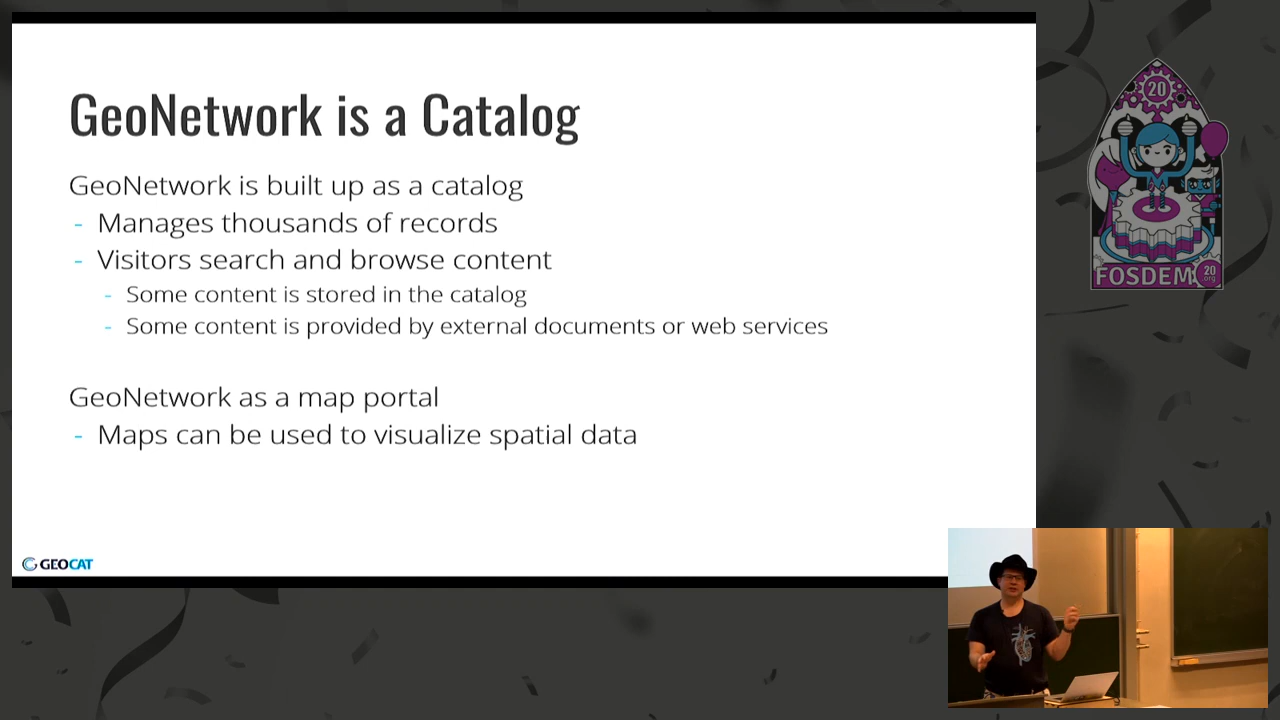 GeoNetwork is a Catalog
GeoNetwork is built up as a catalog
- Manages thousands of records
- Visitors search and browse content
- Some content is stored in the catalog
- Some content is provided by external documents or web services
GeoNetwork as a map portal
- Maps can be used to visualize spatial data
GEOCAT
20
FOSDEM
20
.org